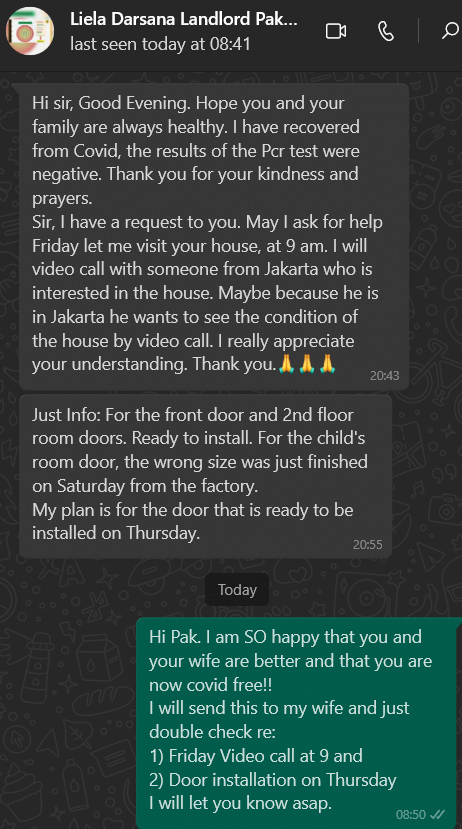 Liela Darsana Landlord Pak...
last seen today at 08:41
Hi sir, Good Evening. Hope you and your
family are always healthy. I have recovered
from Covid, the results of the Pcr test were
negative. Thank you for your kindness and
prayers.
Sir, I have a request to you. May I ask for help
Friday let me visit your house, at 9 am. I will
video call with someone from Jakarta who is
interested in the house. Maybe because he is
in Jakarta he wants to see the condition of
the house by video call. I really appreciate
your understanding. Thank you.🙏🙏🙏
20:43
Just Info: For the front door and 2nd floor
room doors. Ready to install. For the child's
room door, the wrong size was just finished
on Saturday from the factory.
My plan is for the door that is ready to be
installed on Thursday.
20:55
Today
Hi Pak. I am SO happy that you and
your wife are better and that you are
now covid free!!
I will send this to my wife and just
double check re:
1) Friday Video call at 9 and
2) Door installation on Thursday
I will let you know asap.
08:50